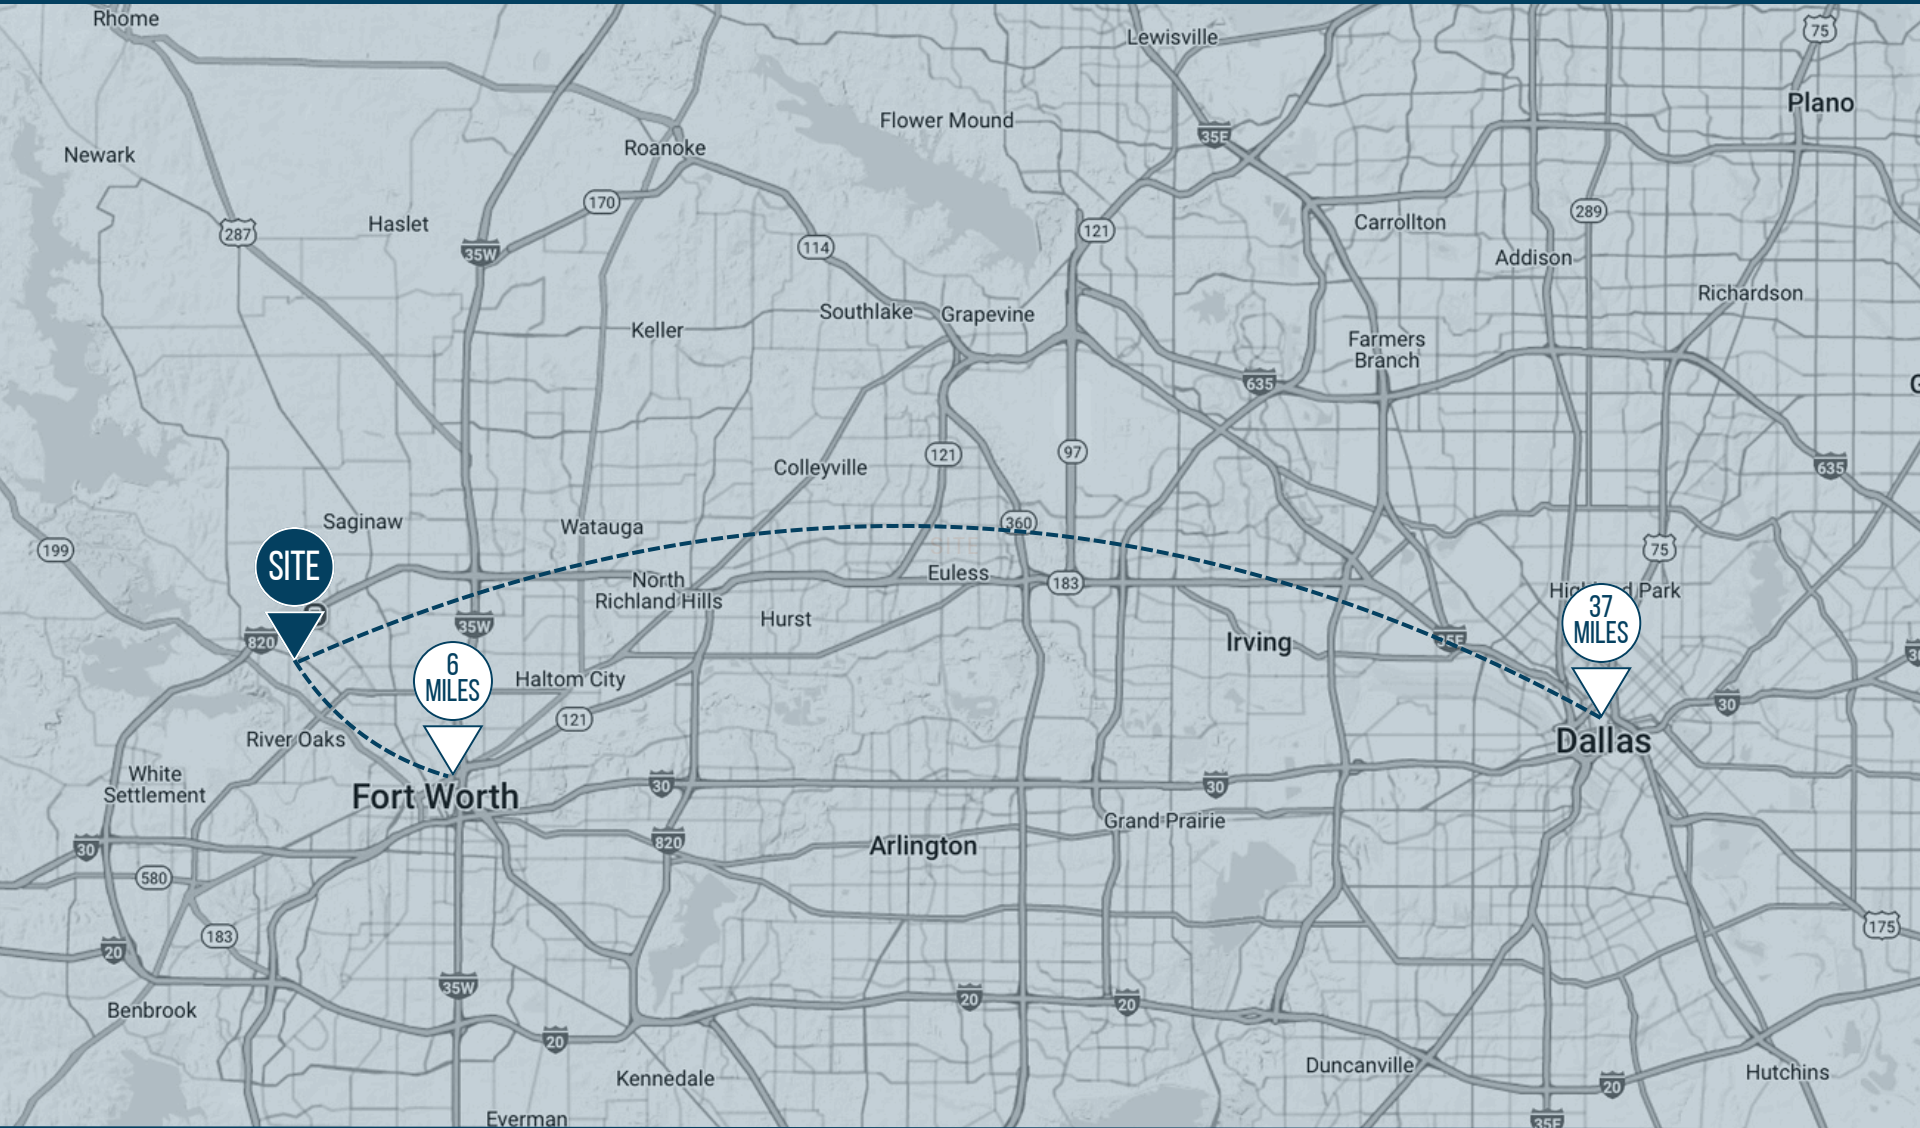 Rhome
Lewisville
75
Plano
Flower Mound
35E
Roanoke
Newark
170
289
Haslet
Carrollton
287
121
114
35W
Addison
Richardson
Southlake
Grapevine
Keller
Farmers
Branch
635
121
97
Colleyville
635
Saginaw
Watauga
360
199
75
SITE
Euless
North
Richland Hills
183
37
MILES
Hurst
35W
820
Irving
35E
6
MILES
Haltom City
30
121
River Oaks
Dallas
White
Settlement
30
30
Fort Worth
Grand Prairie
820
Arlington
30
580
183
175
20
35W
20
20
Benbrook
20
Duncanville
Hutchins
Kennedale
20
Everman
35E